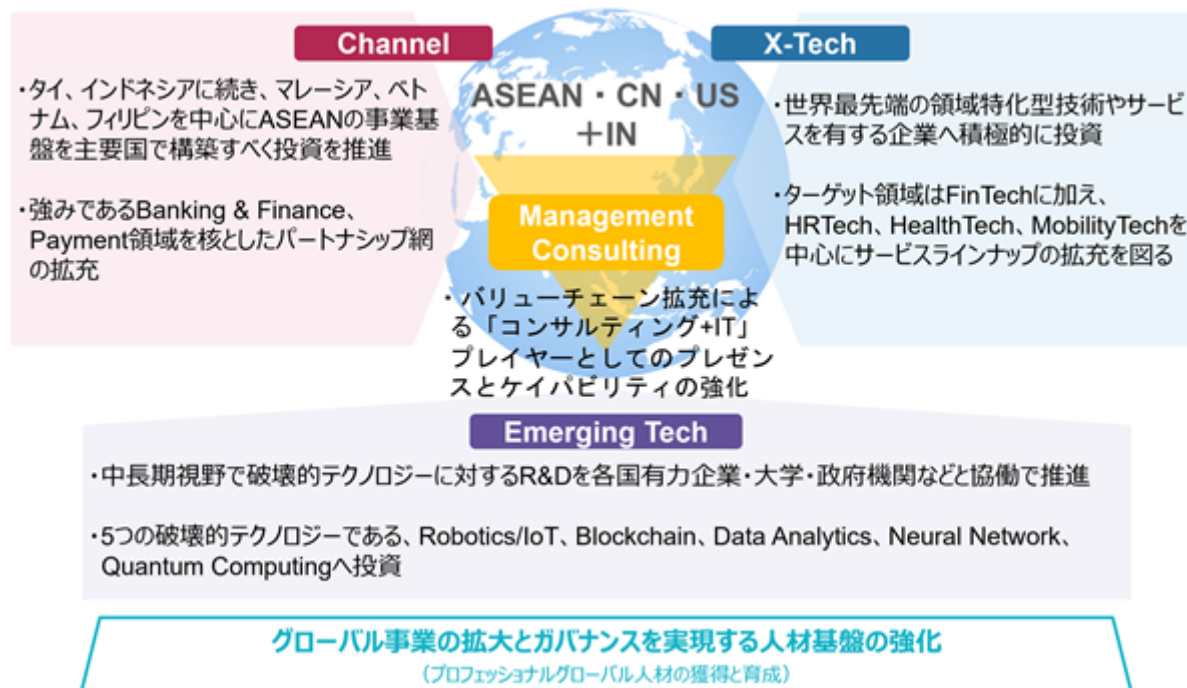 Channel
・タイ、インドネシアに続き、マレーシア、ベト
ナム、フィリピンを中心にASEANの事業基
盤を主要国で構築すべく投資を推進
・強みであるBanking & Finance、
Payment領域を核としたパートナシップ網
の拡充
ASEAN・CN・US
＋IN
Management
Consulting
・バリューチェーン拡充によ
る「コンサルティング+IT」
プレイヤーとしてのプレゼン
スとケイパビリティの強化
X-Tech
・世界最先端の領域特化型技術やサービ
スを有する企業へ積極的に投資
・ターゲット領域はFinTechに加え、
HRTech、HealthTech、MobilityTechを
中心にサービスラインナップの拡充を図る
Emerging Tech
・中長期視野で破壊的テクノロジーに対するR&Dを各国有力企業・大学・政府機関などと協働で推進
・5つの破壊的テクノロジーである、Robotics/IoT、Blockchain、Data Analytics、Neural Network、
Quantum Computingへ投資
グローバル事業の拡大とガバナンスを実現する人材基盤の強化
（プロフェッショナルグローバル人材の獲得と育成）